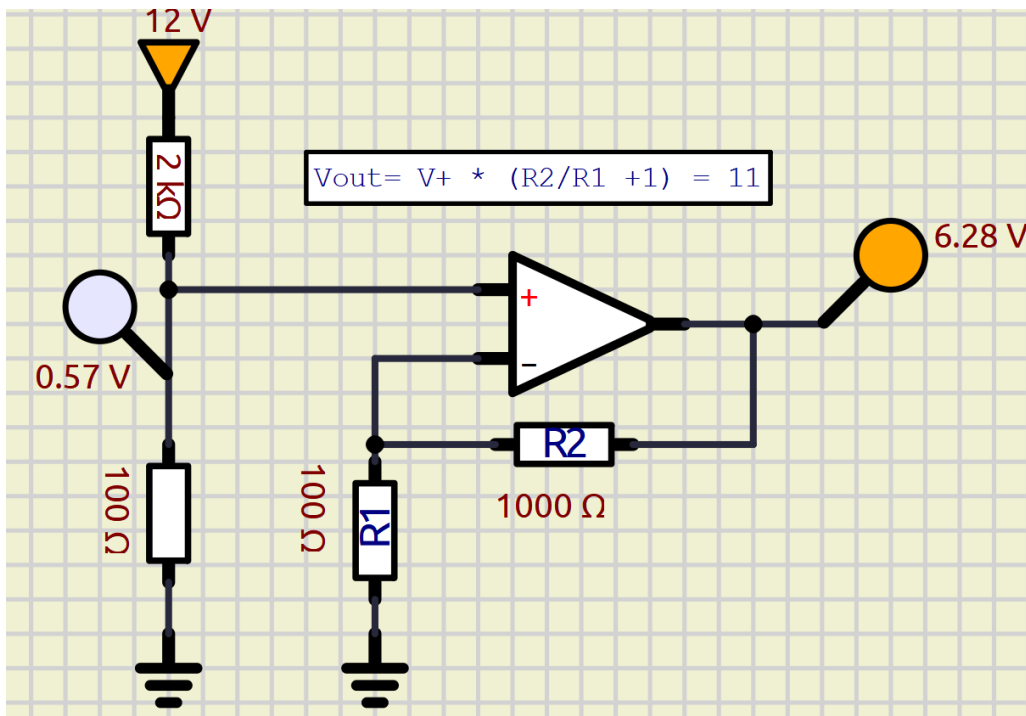 12 V
2 kΩ
Vout= V+ * (R2/R1 +1) = 11
6.28 V
+
−
0.57 V
R2
100 Ω
100 Ω
R1
1000 Ω